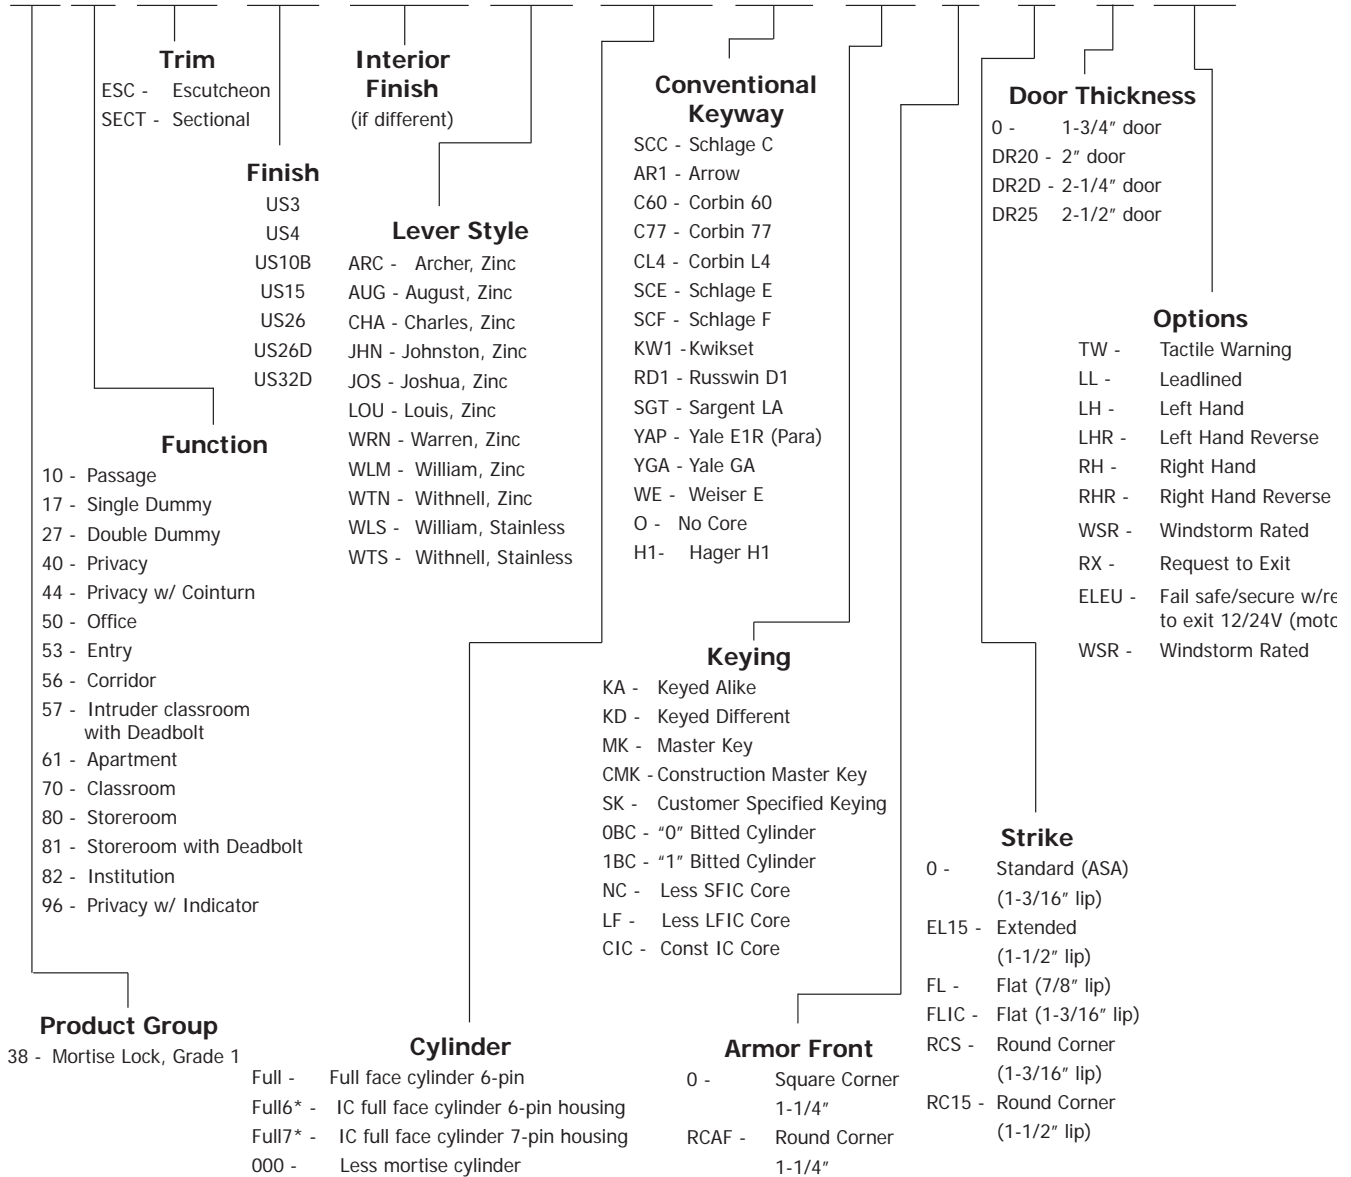 Trim
ESC - Escutcheon
SECT - Sectional
Finish
US3
US4
US10B
US15
US26
US26D
US32D
Interior
Finish
(if different)
Lever Style
ARC - Archer, Zinc
AUG - August, Zinc
CHA - Charles, Zinc
JHN - Johnston, Zinc
JOS - Joshua, Zinc
LOU - Louis, Zinc
WRN - Warren, Zinc
WLM - William, Zinc
WTN - Withnell, Zinc
WLS - William, Stainless
WTS - Withnell, Stainless
Conventional
Keyway
SCC - Schlage C
AR1 - Arrow
C60 - Corbin 60
C77 - Corbin 77
CL4 - Corbin L4
SCE - Schlage E
SCF - Schlage F
KW1 -Kwikset
RD1 - Russwin D1
SGT - Sargent LA
YAP - Yale E1R (Para)
YGA - Yale GA
WE - Weiser E
O - No Core
H1- Hager H1
Door Thickness
0 - 1-3/4" door
DR20 - 2" door
DR2D - 2-1/4" door
DR25 2-1/2" door
Options
TW - Tactile Warning
LL - Leadlined
LH - Left Hand
LHR - Left Hand Reverse
RH - Right Hand
RHR - Right Hand Reverse
WSR - Windstorm Rated
RX - Request to Exit
ELEU - Fail safe/secure w/re
to exit 12/24V (moto
WSR - Windstorm Rated
Function
10 - Passage
17 - Single Dummy
27 - Double Dummy
40 - Privacy
44 - Privacy w/ Cointurn
50 - Office
53 - Entry
56 - Corridor
57 - Intruder classroom
with Deadbolt
61 - Apartment
70 - Classroom
80 - Storeroom
81 - Storeroom with Deadbolt
82 - Institution
96 - Privacy w/ Indicator
Keying
KA - Keyed Alike
KD - Keyed Different
MK - Master Key
CMK - Construction Master Key
SK - Customer Specified Keying
0BC - "0" Bitted Cylinder
1BC - "1" Bitted Cylinder
NC - Less SFIC Core
LF - Less LFIC Core
CIC - Const IC Core
Strike
0 - Standard (ASA)
(1-3/16" lip)
EL15 - Extended
(1-1/2" lip)
FL - Flat (7/8" lip)
FLIC - Flat (1-3/16" lip)
RCS - Round Corner
(1-3/16" lip)
RC15 - Round Corner
(1-1/2" lip)
Product Group
38 - Mortise Lock, Grade 1
Cylinder
Full - Full face cylinder 6-pin
Full6* - IC full face cylinder 6-pin housing
Full7* - IC full face cylinder 7-pin housing
000 - Less mortise cylinder
Armor Front
0 - Square Corner
1-1/4"
RCAF - Round Corner
1-1/4"